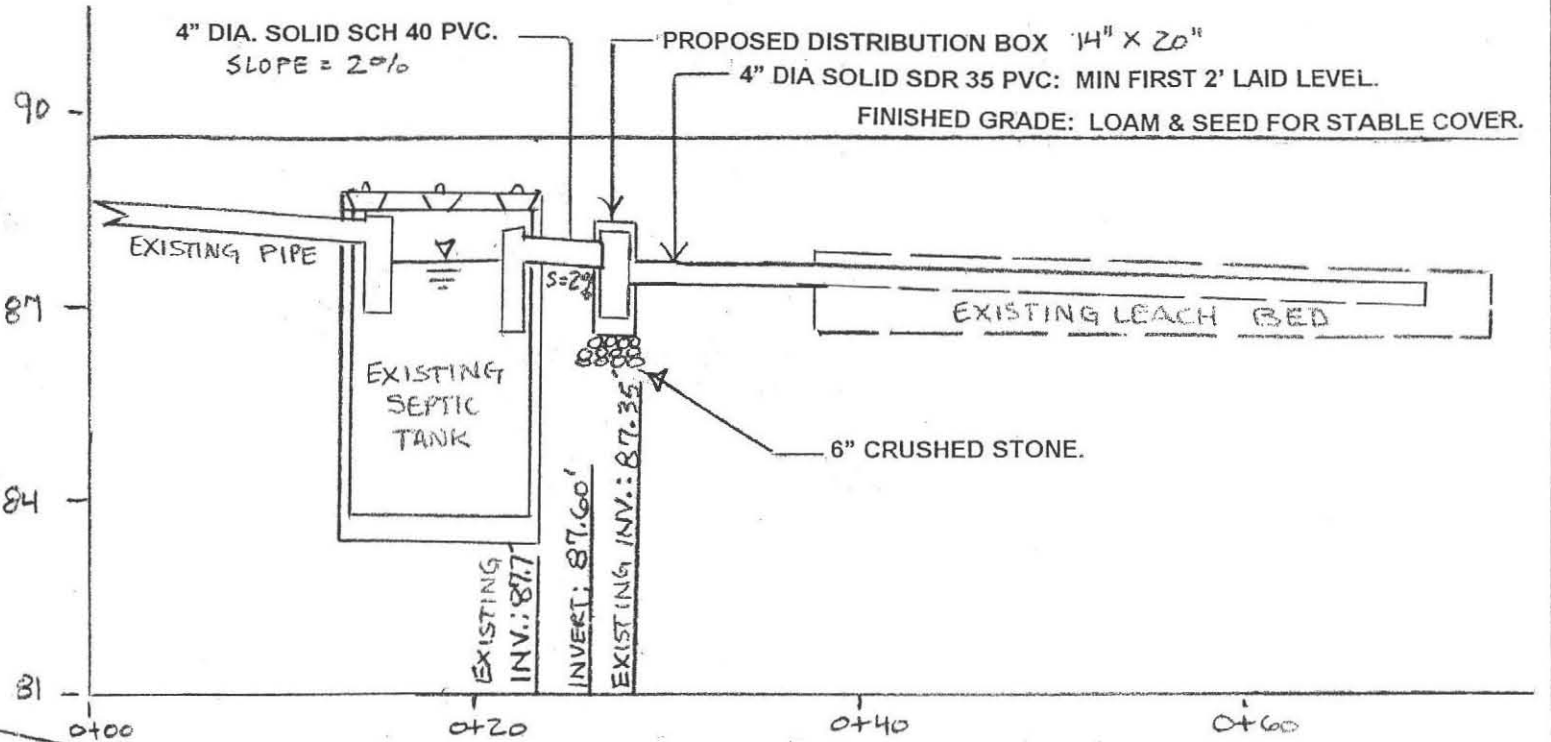 4" DIA. SOLID SCH 40 PVC.
SLOPE = 2%
PROPOSED DISTRIBUTION BOX 14" X 20"
4" DIA SOLID SDR 35 PVC: MIN FIRST 2' LAID LEVEL.
FINISHED GRADE: LOAM & SEED FOR STABLE COVER.
90
87
84
81
EXISTING PIPE
S=2%
EXISTING LEACH BED
EXISTING
SEPTIC
TANK
6" CRUSHED STONE.
EXISTING
INV.: 87.7'
INVERT: 87.60'
EXISTING INV.: 87.35'
0+00
0+20
0+40
0+60